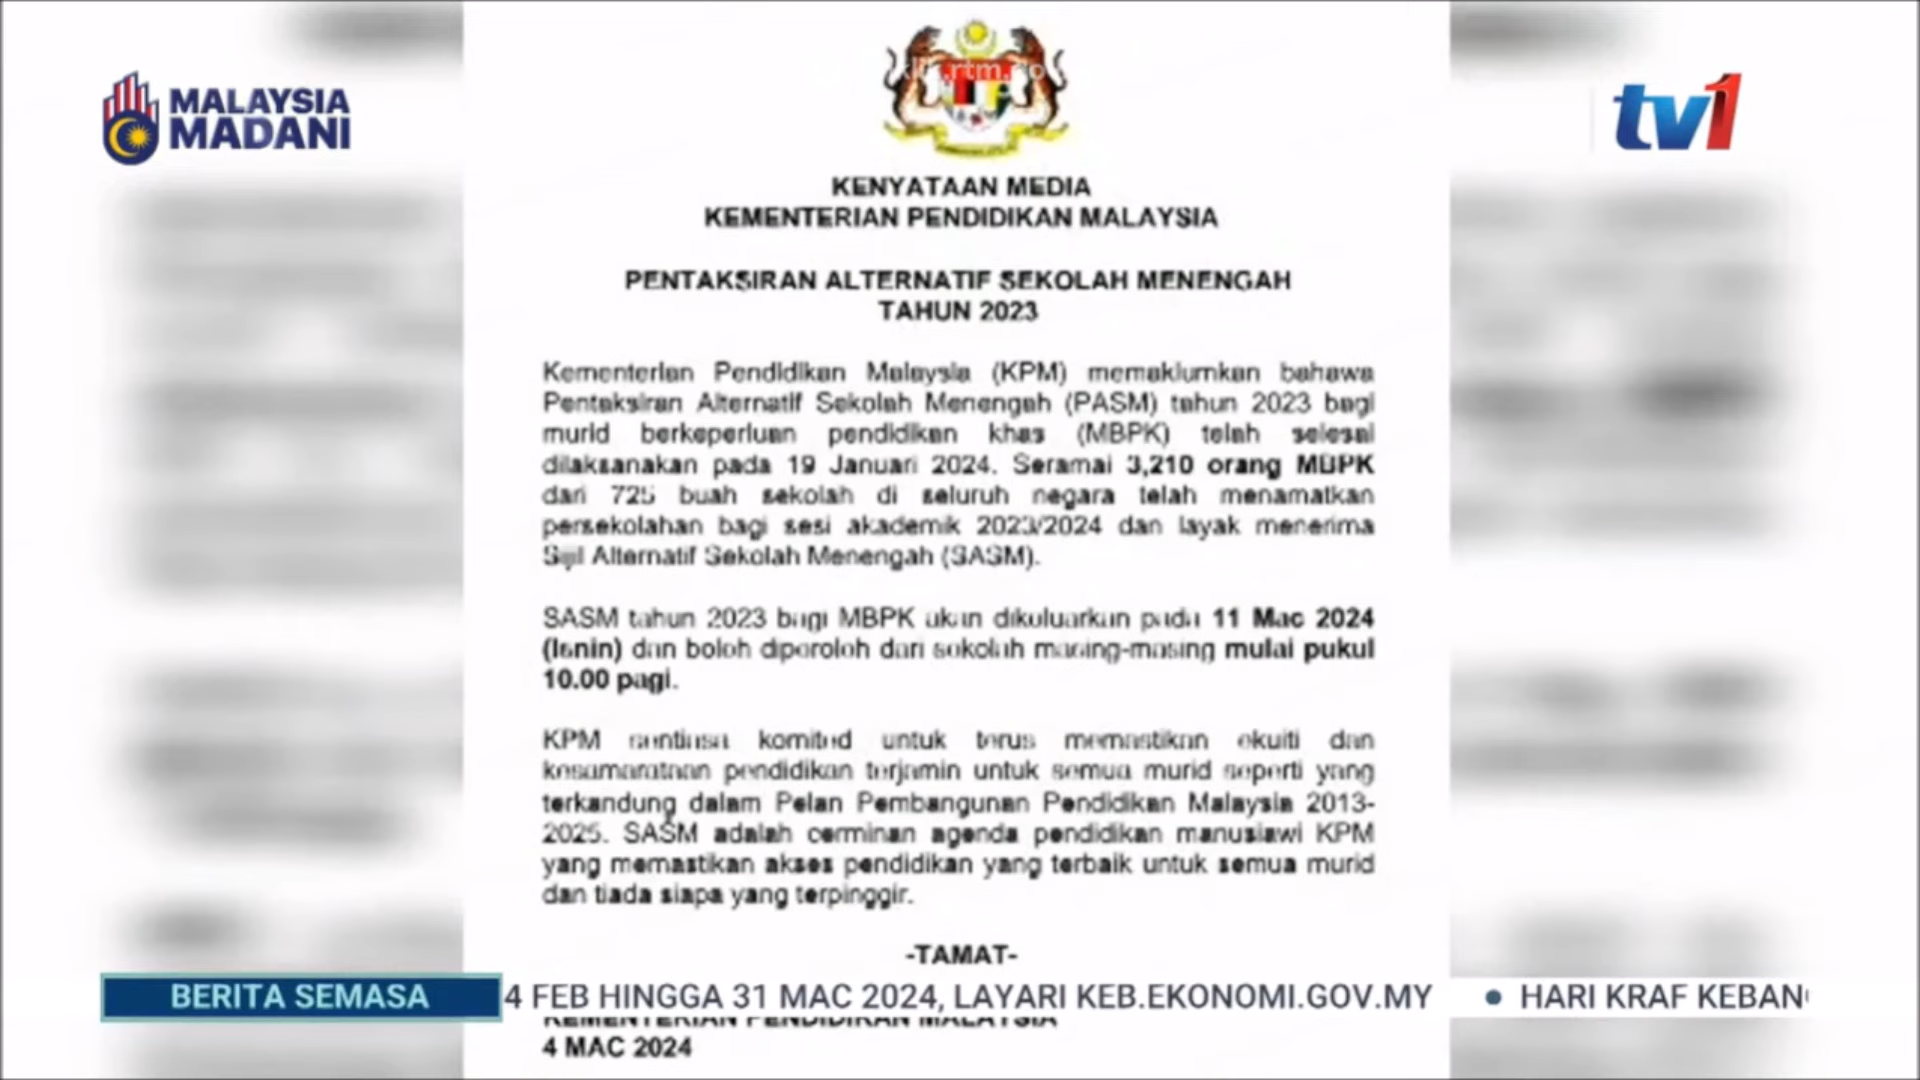 MALAYSIA
MADANI
tv1
klik.rtm.go
KENYATAAN MEDIA
KEMENTERIAN PENDIDIKAN MALAYSIA
PENTAKSIRAN ALTERNATIF SEKOLAH MENENGAH
TAHUN 2023
Kementerian Pendidikan Malaysia (KPM) memaklumkan bahawa
Pentaksiran Alternatif Sekolah Menengah (PASM) tahun 2023 bagi
murid berkeperluan pendidikan khas (MBPK) telah selesai
dilaksanakan pada 19 Januari 2024. Seramai 3,210 orang MBPK
dari 725 buah sekolah di seluruh negara telah menamatkan
persekolahan bagi sesi akademik 2023/2024 dan layak menerima
Sijil Alternatif Sekolah Menengah (SASM).
SASM tahun 2023 bagi MBPK akan dikeluarkan pada 11 Mac 2024
(Isnin) dan boleh diperoleh dari sekolah masing-masing mulai pukul
10.00 pagi.
KPM sentiasa komited untuk terus memastikan ekuiti dan
kesamarataan pendidikan terjamin untuk semua murid seperti yang
terkandung dalam Pelan Pembangunan Pendidikan Malaysia 2013-
2025. SASM adalah cerminan agenda pendidikan manusiawi KPM
yang memastikan akses pendidikan yang terbaik untuk semua murid
dan tiada siapa yang terpinggir.
-TAMAT-
BERITA SEMASA
4 FEB HINGGA 31 MAC 2024, LAYARI KEB.EKONOMI.GOV.MY • HARI KRAF KEBAN
KEMENTERIAN PENDIDIKAN MALAYSIA
4 MAC 2024